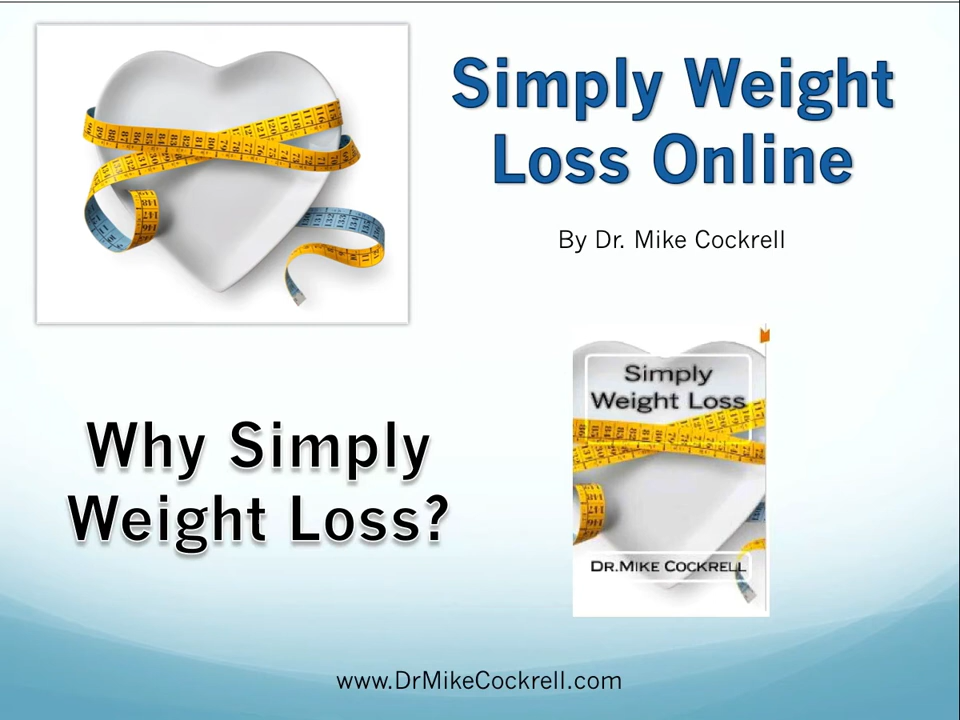 Simply Weight
Loss Online
By Dr. Mike Cockrell
Simply
Weight Loss
Why Simply
Weight Loss?
DR.MIKE COCKRELL
www.DrMikeCockrell.com